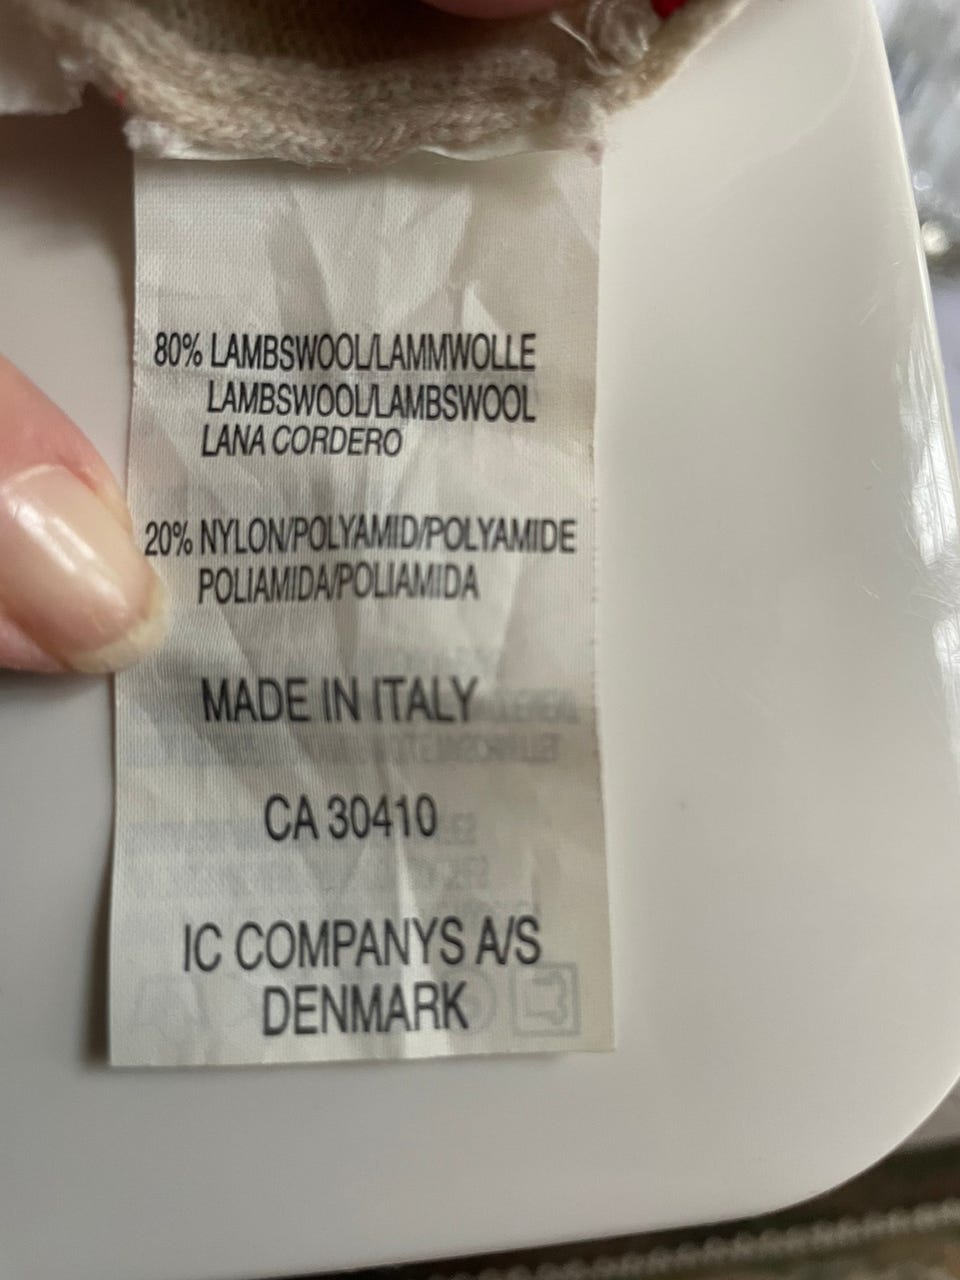 80% LAMBSWOOL/LAMMWOLLE
LAMBSWOOL/LAMBSWOOL
LANA CORDERO
20% NYLON/POLYAMID/POLYAMIDE
POLIAMIDA/POLIAMIDA
MADE IN ITALY
CA 30410
IC COMPANYS A/S
DENMARK